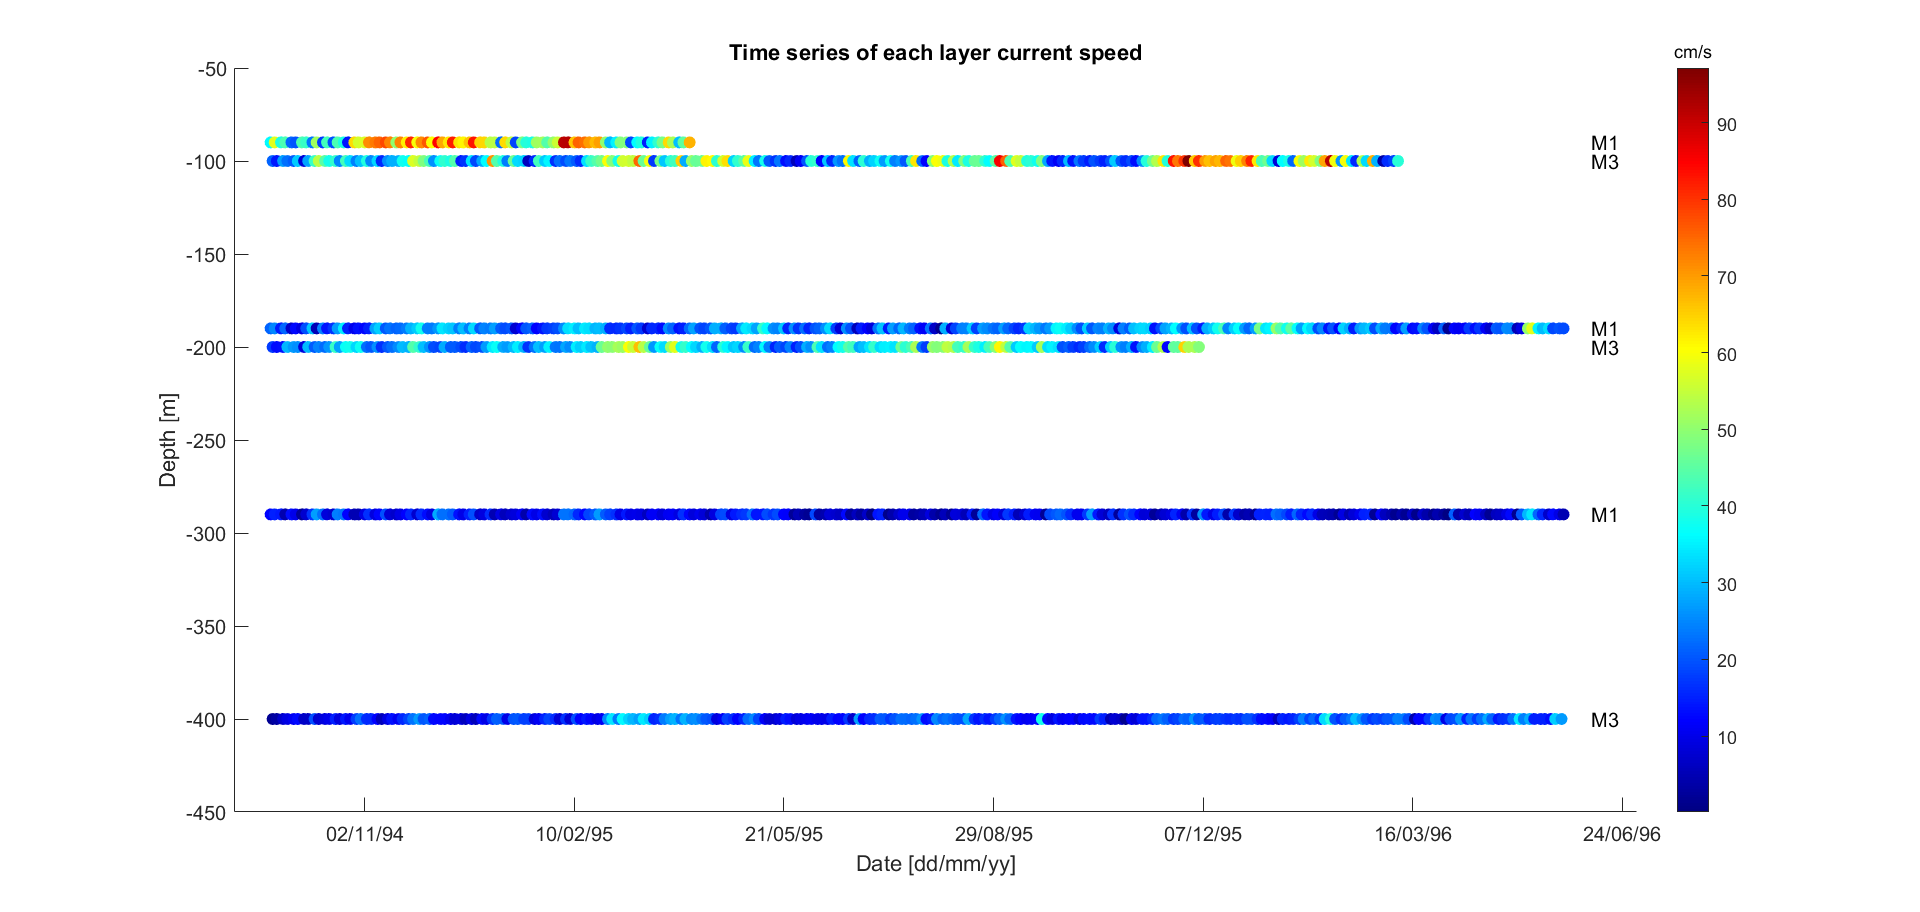 Time series of each layer current speed
cm/s
-50
-100
-150
-200
-250
-300
-350
-400
-450
Depth [m]
M1
M3
M1
M3
M1
M3
90
80
70
60
50
40
30
20
10
02/11/94 10/02/95 21/05/95 29/08/95 07/12/95 16/03/96 24/06/96
Date [dd/mm/yy]